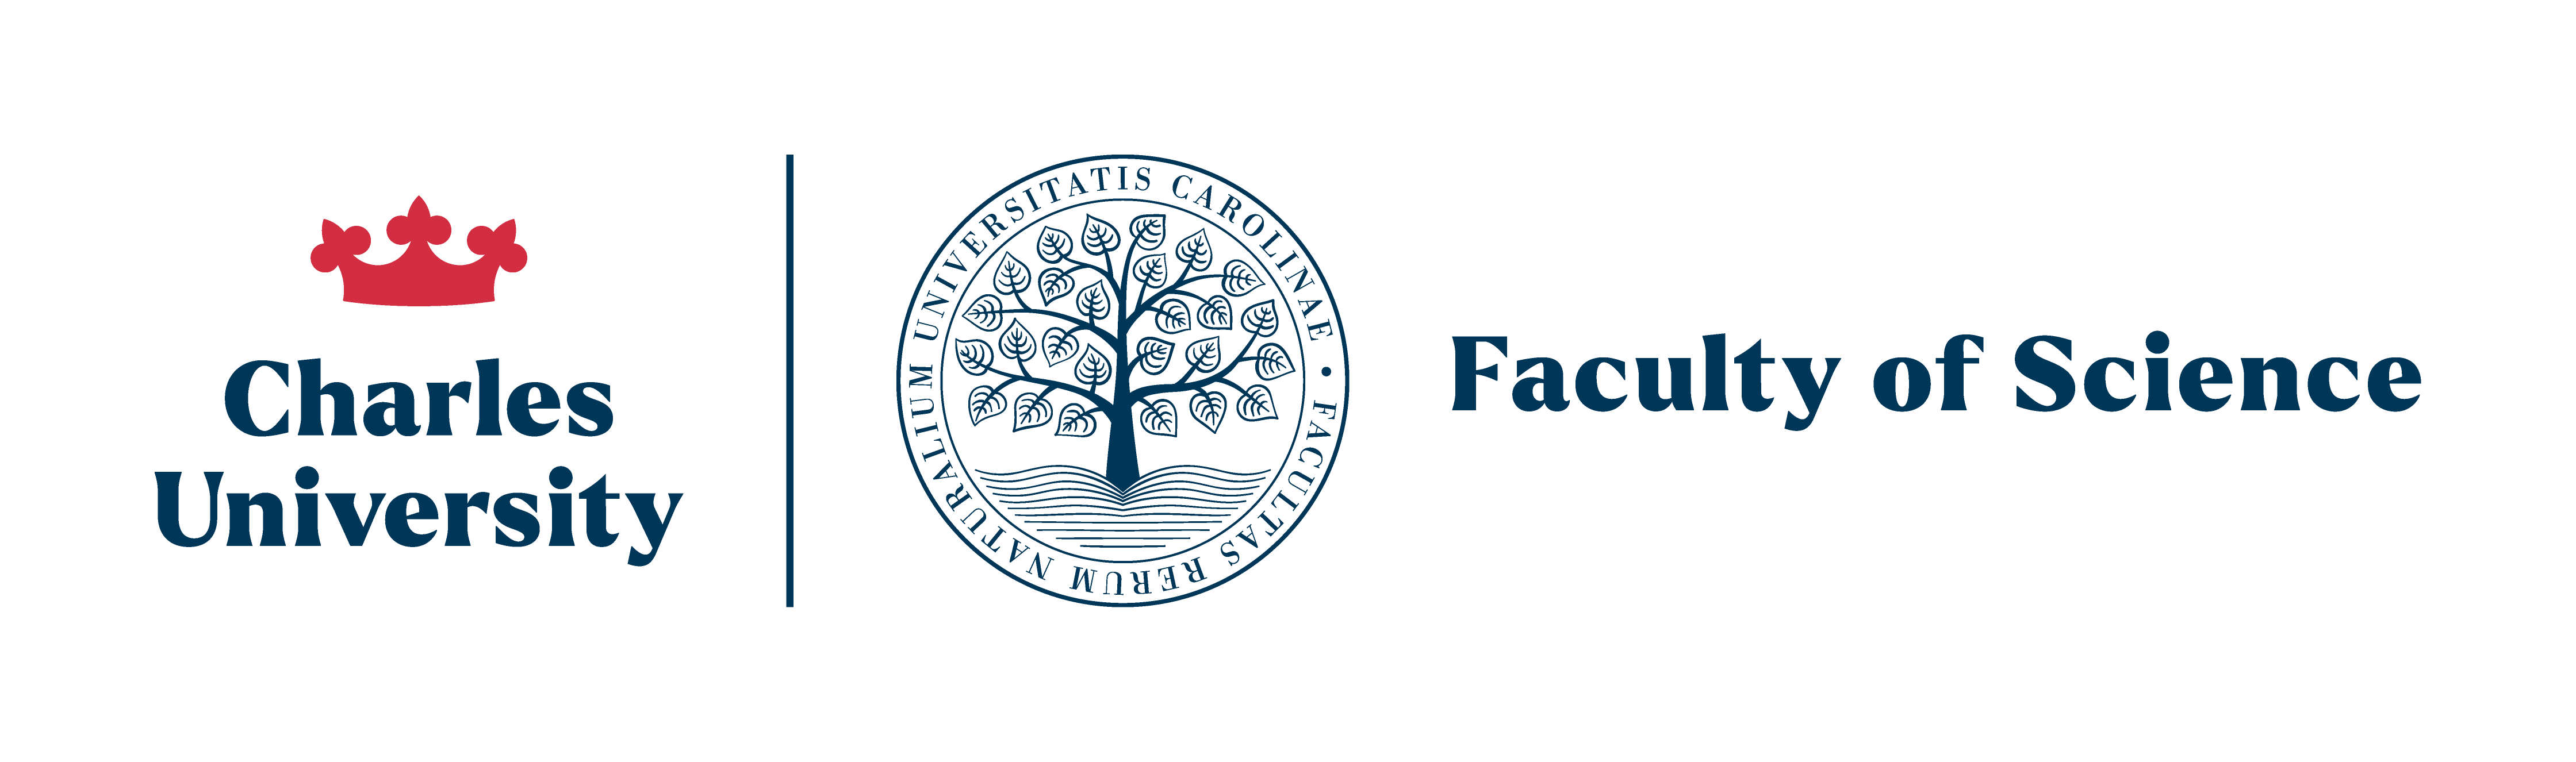 Charles
University
UNIVERSITATIS CAROLINAE • FACULTAS RERUM NATURALIUM
Faculty of Science